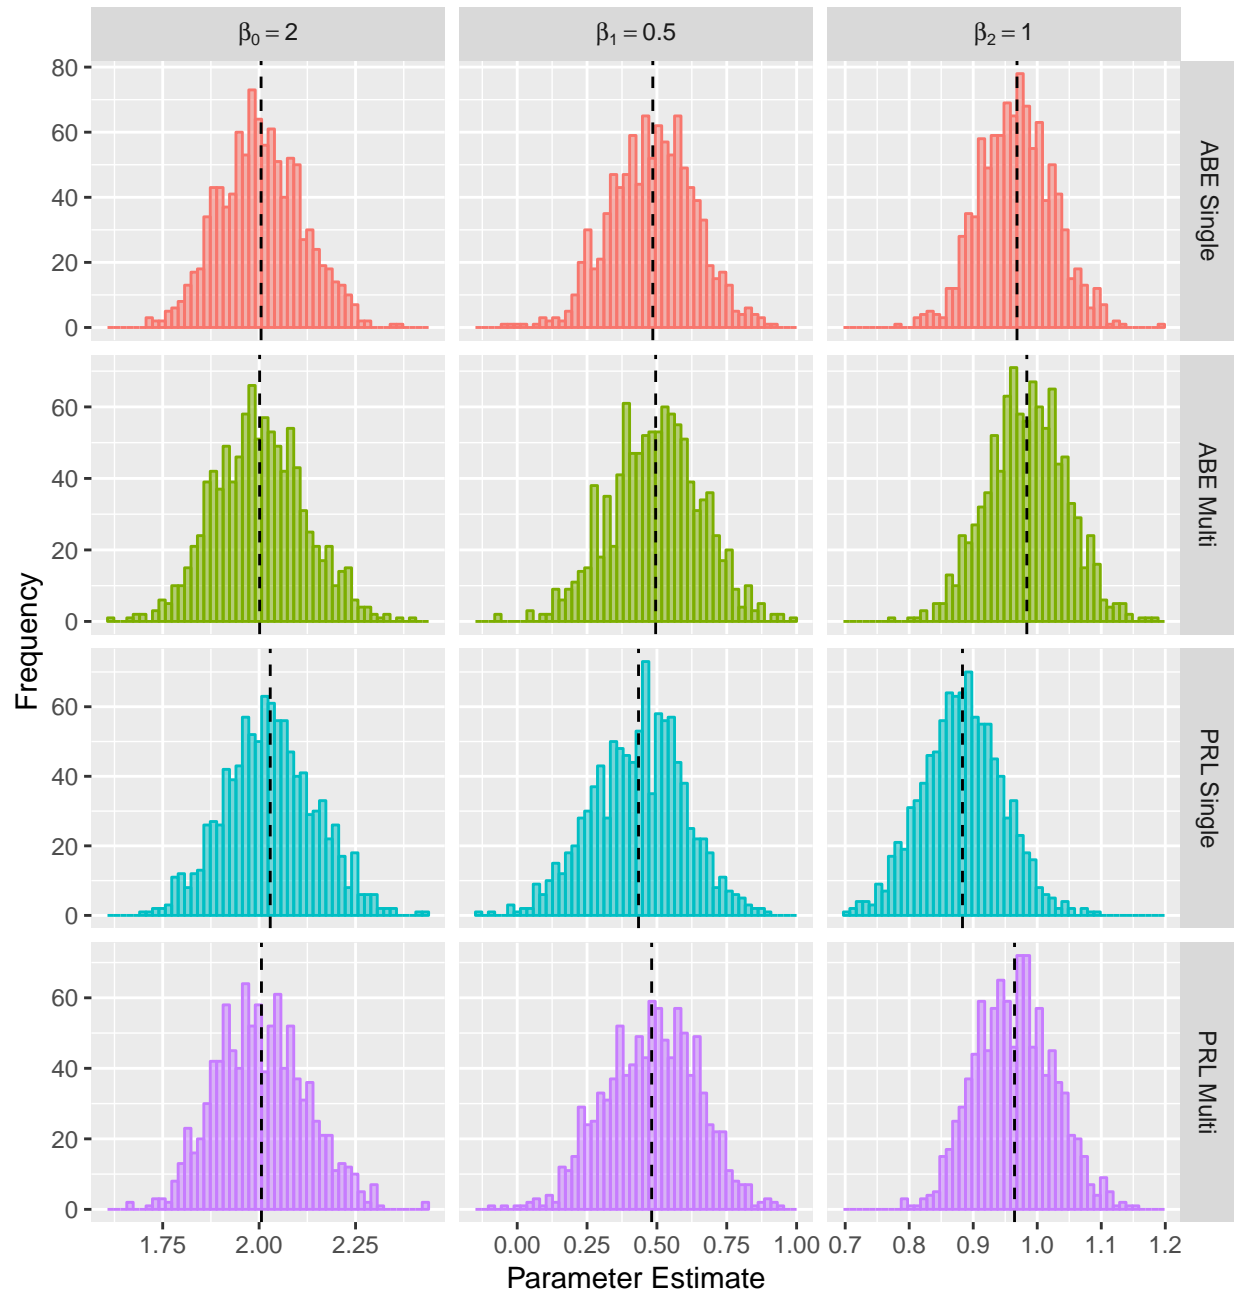 β₀ = 2 β₁ = 0.5 β₂ = 1
80
60
40
20
0
ABE Single
60
40
20
0
ABE Multi
Frequency
60
40
20
0
PRL Single
60
40
20
0
PRL Multi
1.75 2.00 2.25 0.00 0.25 0.50 0.75 1.00 0.7 0.8 0.9 1.0 1.1 1.2
Parameter Estimate